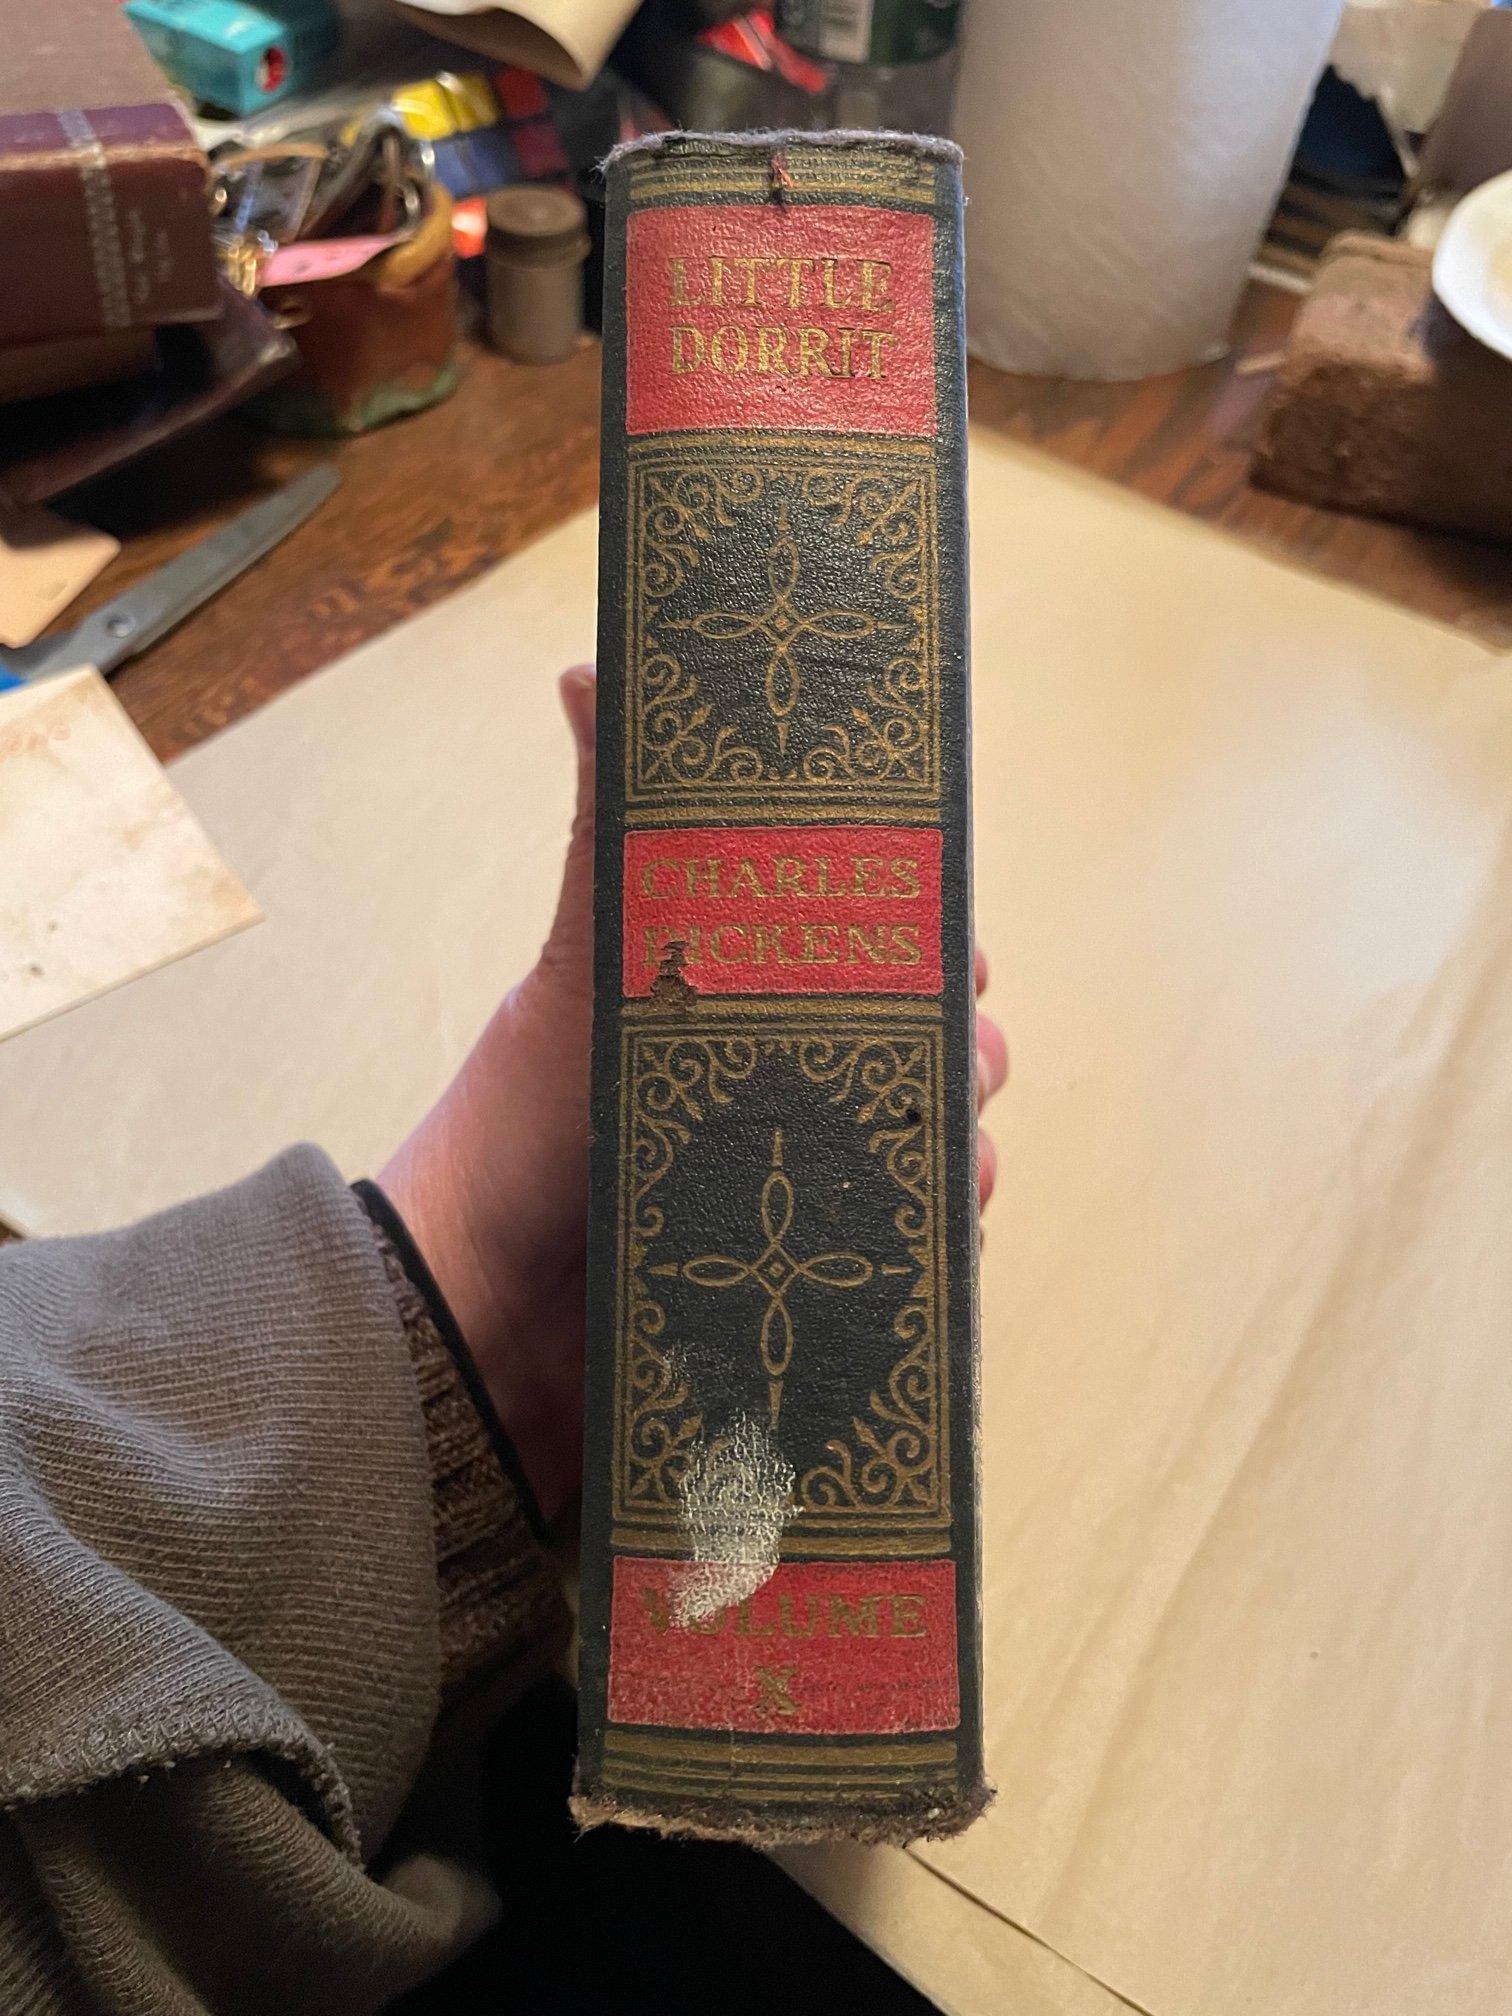 LITTLE
DORRIT
CHARLES
DICKENS
VOLUME
X